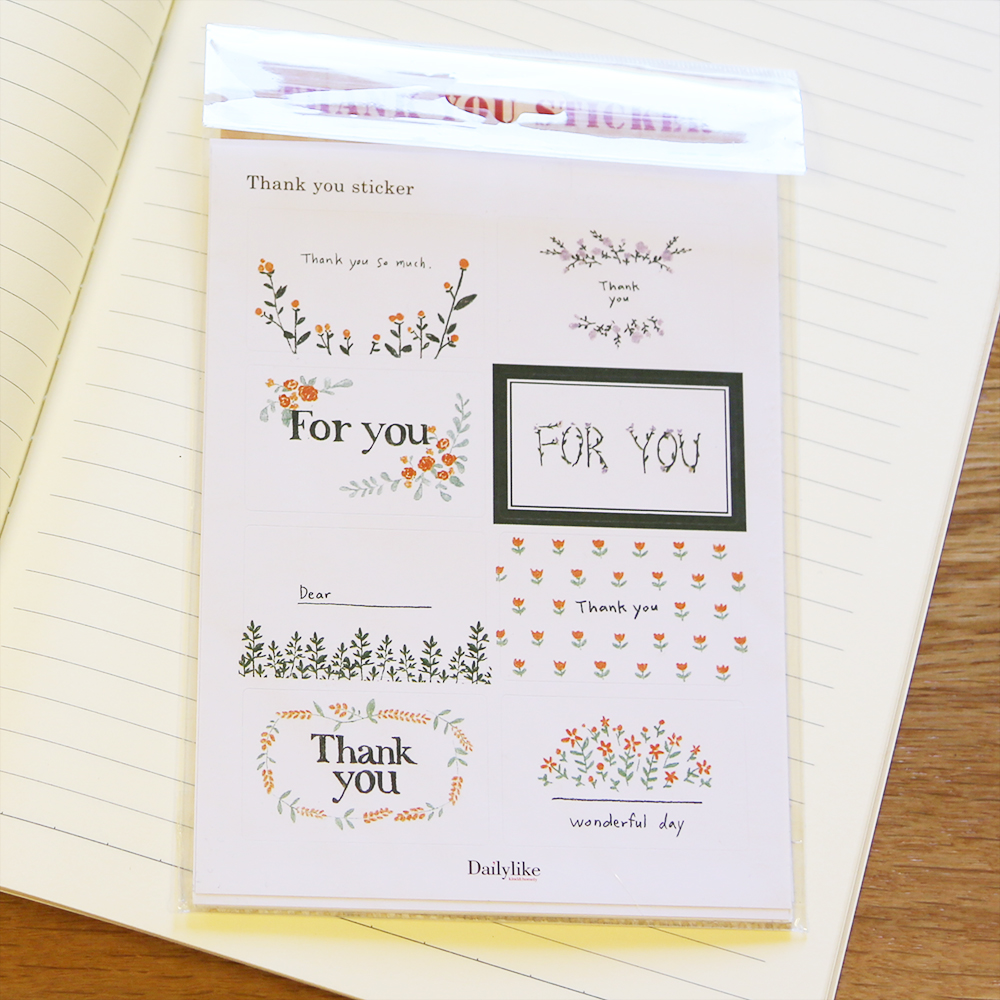 THANK YOU STICKER
Thank you sticker
Thank you so much.
Thank
you
For you
FOR YOU
Dear
Thank you
Thank
you
wonderful day
Dailylike